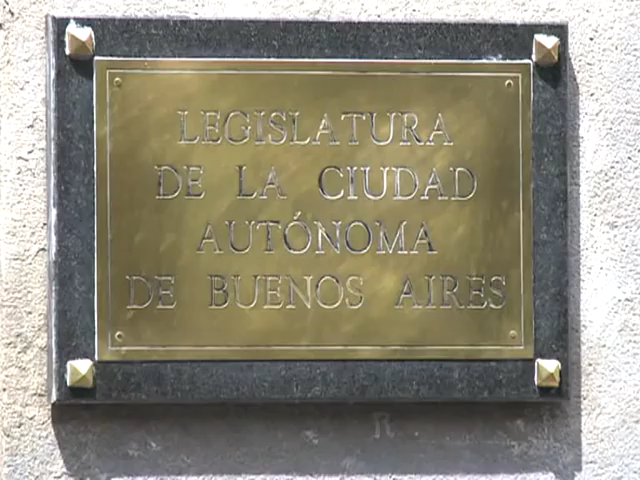 LEGISLATURA
DE LA CIUDAD
AUTÓNOMA
DE BUENOS AIRES